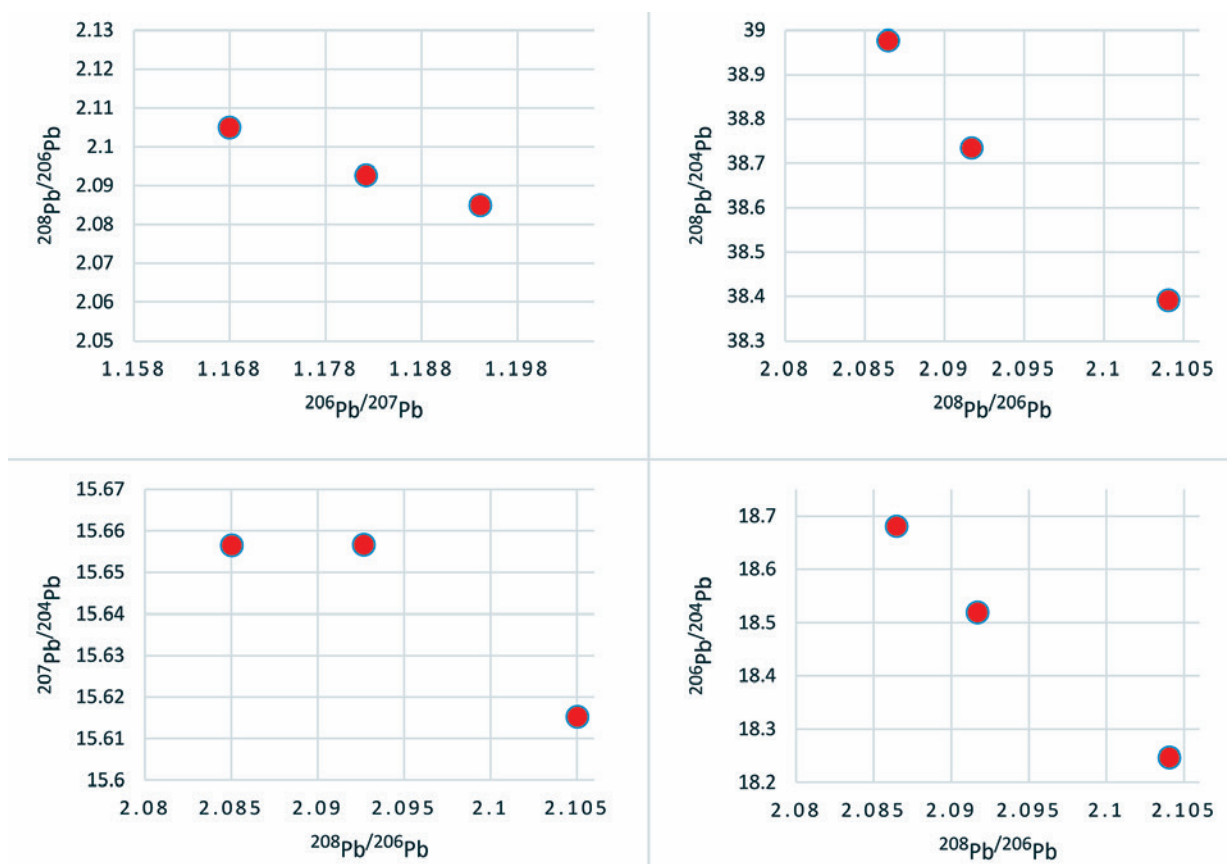 2.13
2.12
2.11
2.1
2.09
2.08
2.07
2.06
2.05
²⁰⁸Pb/²⁰⁶Pb
1.158 1.168 1.178 1.188 1.198
²⁰⁶Pb/²⁰⁷Pb
39
38.9
38.8
38.7
38.6
38.5
38.4
38.3
²⁰⁸Pb/²⁰⁴Pb
2.08 2.085 2.09 2.095 2.1 2.105
²⁰⁸Pb/²⁰⁶Pb
15.67
15.66
15.65
15.64
15.63
15.62
15.61
15.6
²⁰⁷Pb/²⁰⁴Pb
2.08 2.085 2.09 2.095 2.1 2.105
²⁰⁸Pb/²⁰⁶Pb
18.7
18.6
18.5
18.4
18.3
18.2
²⁰⁶Pb/²⁰⁴Pb
2.08 2.085 2.09 2.095 2.1 2.105
²⁰⁸Pb/²⁰⁶Pb